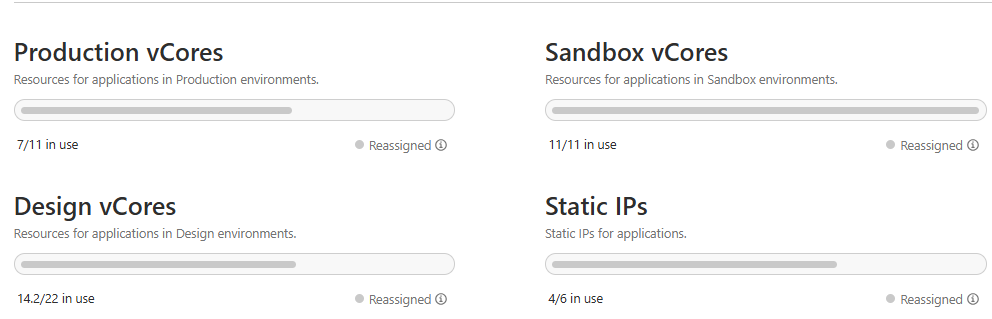 Production vCores
Resources for applications in Production environments.
7/11 in use
Reassigned
Sandbox vCores
Resources for applications in Sandbox environments.
11/11 in use
Reassigned
Design vCores
Resources for applications in Design environments.
14.2/22 in use
Reassigned
Static IPs
Static IPs for applications.
4/6 in use
Reassigned